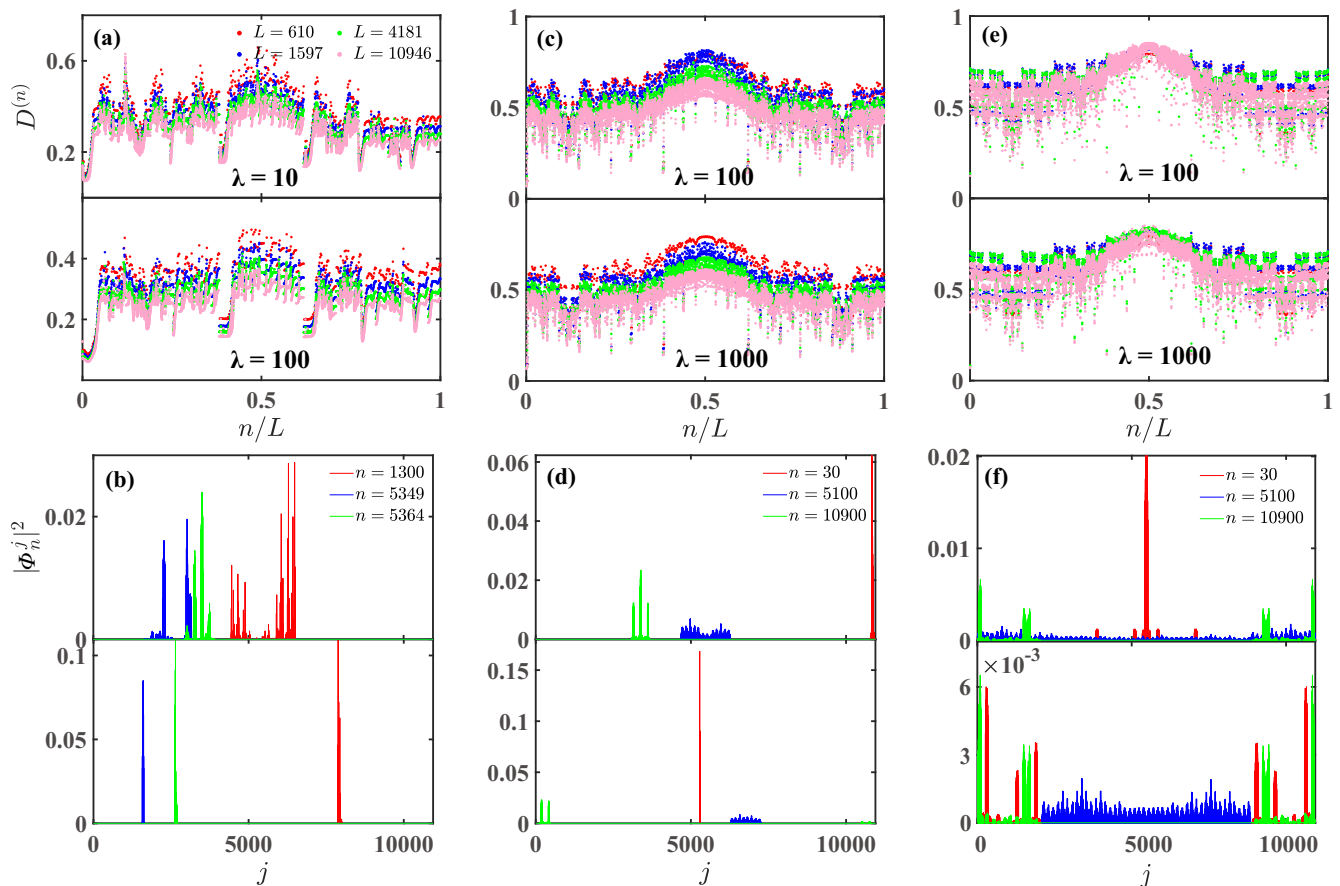 (a)
L = 610
L = 4181
L = 1597
L = 10946
0.6
0.4
0.2
D^(n)
λ = 10
0.4
0.2
λ = 100
0
0.5
1
n/L
(c)
1
0.5
0
λ = 100
1
0.5
0
λ = 1000
0
0.5
1
n/L
(e)
1
0.5
0
λ = 100
1
0.5
0
λ = 1000
0
0.5
1
n/L
(b)
n = 1300
n = 5349
n = 5364
0.02
0
|Φ_n^j|^2
0.1
0.05
0
0
5000
10000
j
(d)
n = 30
n = 5100
n = 10900
0.06
0.04
0.02
0
0.15
0.1
0.05
0
0
5000
10000
j
(f)
n = 30
n = 5100
n = 10900
0.02
0.01
0
×10^-3
6
3
0
0
5000
10000
j